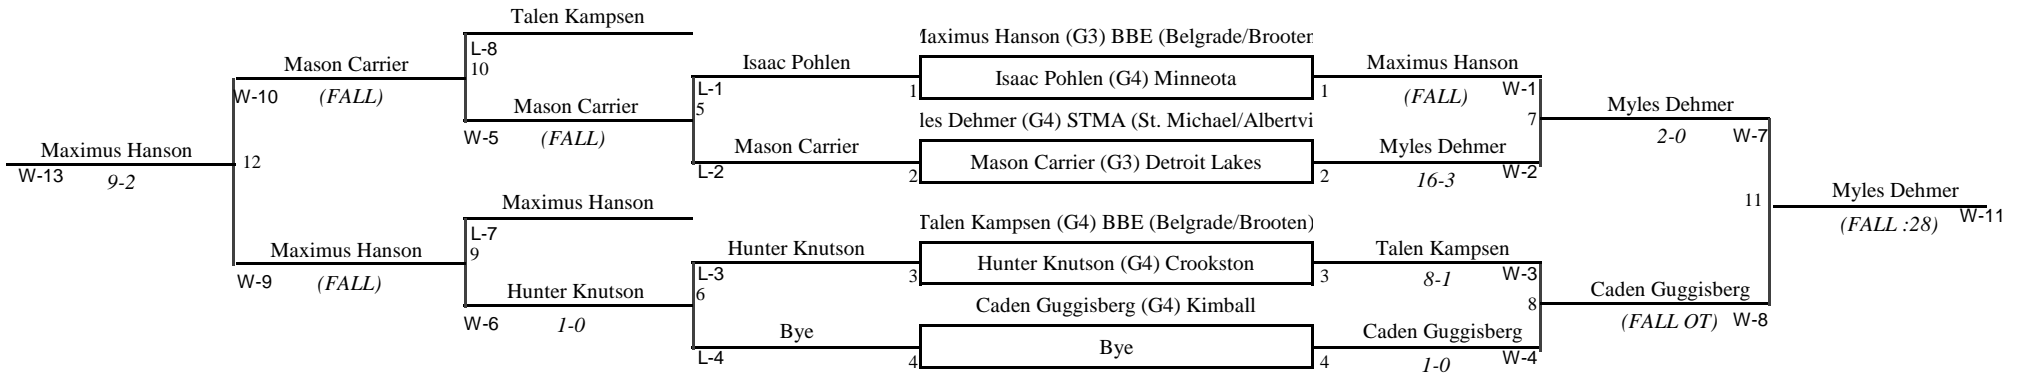 Talen Kampsen
L-8
10
Mason Carrier
W-10
(FALL)
Mason Carrier
W-5
(FALL)
Maximus Hanson
W-13
9-2
12
Maximus Hanson
L-7
9
Maximus Hanson
W-9
(FALL)
Hunter Knutson
W-6
1-0
Isaac Pohlen
1
L-1
5
Mason Carrier
L-2
2
Hunter Knutson
3
L-3
6
Bye
L-4
4
Maximus Hanson (G3) BBE (Belgrade/Brooten
Isaac Pohlen (G4) Minneota
les Dehmer (G4) STMA (St. Michael/Albertvi
Mason Carrier (G3) Detroit Lakes
Talen Kampsen (G4) BBE (Belgrade/Brooten)
Hunter Knutson (G4) Crookston
Caden Guggisberg (G4) Kimball
Bye
Maximus Hanson
1
(FALL)
W-1
7
Myles Dehmer
2
16-3
W-2
Talen Kampsen
3
8-1
W-3
8
Caden Guggisberg
4
1-0
W-4
Myles Dehmer
2-0
W-7
11
Caden Guggisberg
(FALL OT)
W-8
Myles Dehmer
(FALL :28)
W-11